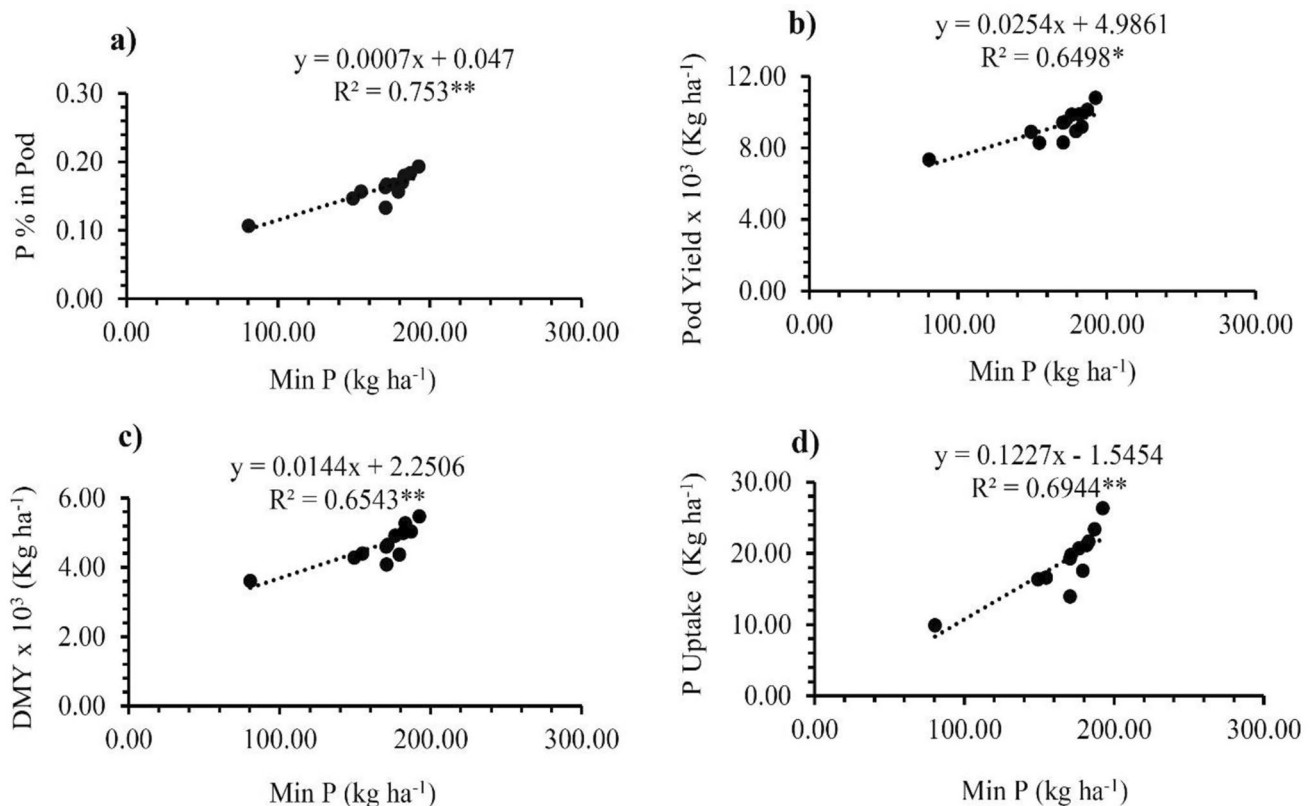 a)
y = 0.0007x + 0.047
R² = 0.753**
0.30
0.20
0.10
0.00
P % in Pod
0.00 100.00 200.00 300.00
Min P (kg ha⁻¹)
b)
y = 0.0254x + 4.9861
R² = 0.6498*
12.00
8.00
4.00
0.00
Pod Yield x 10³ (Kg ha⁻¹)
0.00 100.00 200.00 300.00
Min P (kg ha⁻¹)
c)
y = 0.0144x + 2.2506
R² = 0.6543**
6.00
4.00
2.00
0.00
DMY x 10³ (Kg ha⁻¹)
0.00 100.00 200.00 300.00
Min P (kg ha⁻¹)
d)
y = 0.1227x - 1.5454
R² = 0.6944**
30.00
20.00
10.00
0.00
P Uptake (Kg ha⁻¹)
0.00 100.00 200.00 300.00
Min P (kg ha⁻¹)